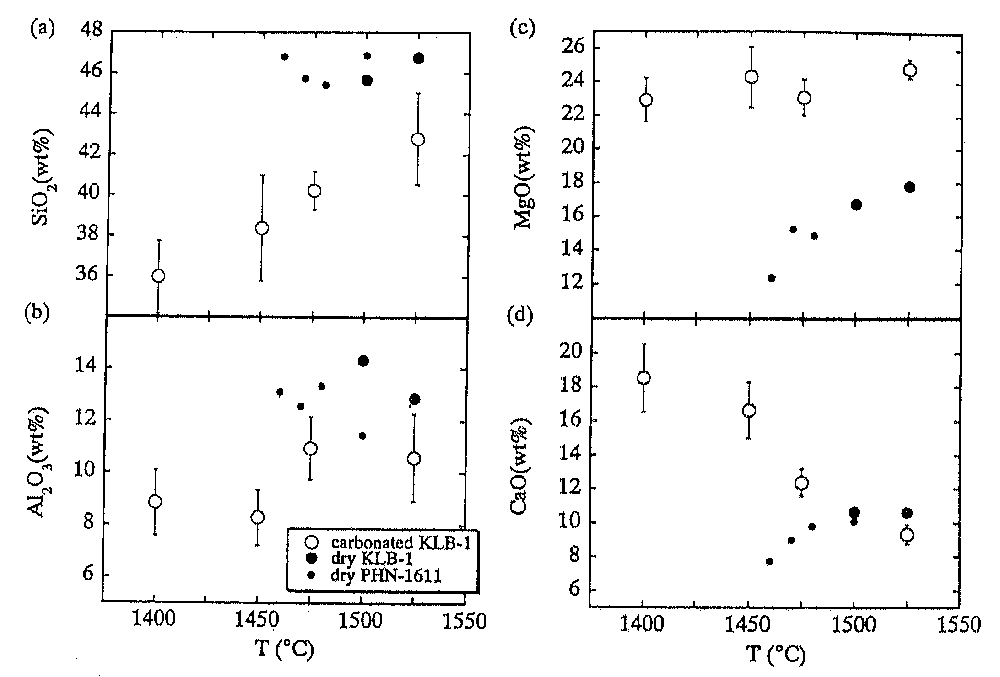 (a)
48
46
44
42
40
38
36
SiO2(wt%)
(b)
14
12
10
8
6
Al2O3(wt%)
carbonated KLB-1
dry KLB-1
dry PHN-1611
1400 1450 1500 1550
T (°C)
(c)
26
24
22
20
18
16
14
12
MgO(wt%)
(d)
20
18
16
14
12
10
8
6
CaO(wt%)
1400 1450 1500 1550
T (°C)